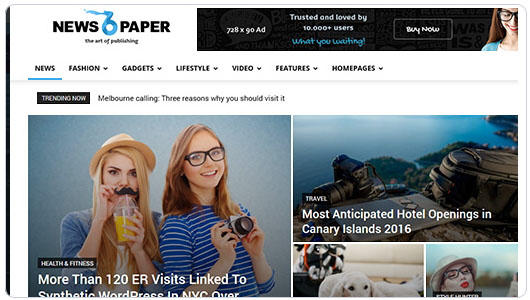 NEWS 6 PAPER
the art of publishing
728 x 90 Ad
Trusted and loved by
10.000+ users
What you waiting!
BUY NOW
NEWS FASHION GADGETS LIFESTYLE VIDEO FEATURES HOMEPAGES
TRENDING NOW Melbourne calling: Three reasons why you should visit it
HEALTH & FITNESS
More Than 120 ER Visits Linked To
Synthetic WordPress In NYC Over
TRAVEL
Most Anticipated Hotel Openings in
Canary Islands 2016
STYLE HUNTER